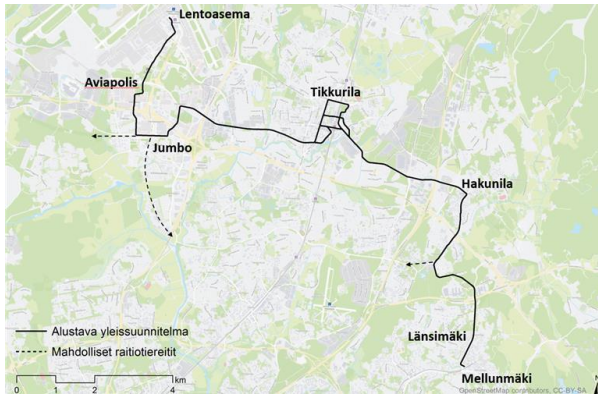 Lentoasema
Aviapolis
Tikkurila
Jumbo
Hakunila
Länsimäki
Mellunmäki
Alustava yleissuunnitelma
Mahdolliset raitiotiereitit
km
0 1 2 4
OpenStreetMap contributors, CC-BY-SA
N